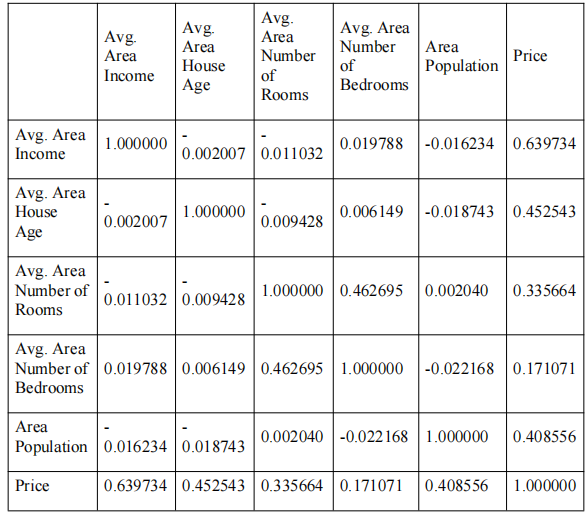 Avg. Area Income	Avg. Area House Age	Avg. Area Number of Rooms	Avg. Area Number of Bedrooms	Area Population	Price
Avg. Area Income	1.000000	-0.002007	-0.011032	0.019788	-0.016234	0.639734
Avg. Area House Age	-0.002007	1.000000	-0.009428	0.006149	-0.018743	0.452543
Avg. Area Number of Rooms	-0.011032	-0.009428	1.000000	0.462695	0.002040	0.335664
Avg. Area Number of Bedrooms	0.019788	0.006149	0.462695	1.000000	-0.022168	0.171071
Area Population	-0.016234	-0.018743	0.002040	-0.022168	1.000000	0.408556
Price	0.639734	0.452543	0.335664	0.171071	0.408556	1.000000